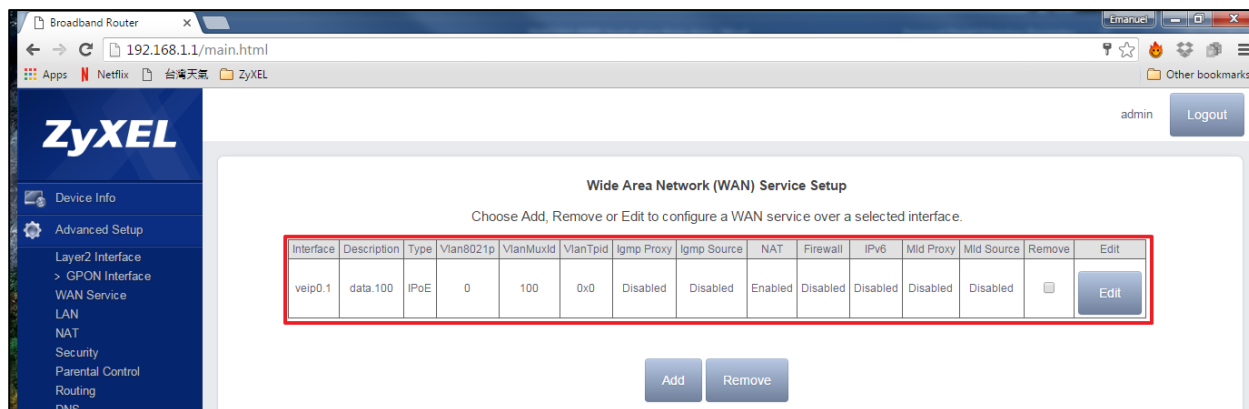 Broadband Router
Emanuel
192.168.1.1/main.html
Apps Netflix 台灣天氣 ZyXEL Other bookmarks
admin Logout
ZyXEL
Wide Area Network (WAN) Service Setup
Device Info
Choose Add, Remove or Edit to configure a WAN service over a selected interface.
Advanced Setup
Interface Description Type Vlan8021p VlanMuxId VlanTpid Igmp Proxy Igmp Source NAT Firewall IPv6 Mld Proxy Mld Source Remove Edit
veip0.1 data.100 IPoE 0 100 0x0 Disabled Disabled Enabled Disabled Disabled Disabled Disabled Edit
Layer2 Interface
> GPON Interface
WAN Service
LAN
NAT
Security
Parental Control
Routing
DNS
Add Remove